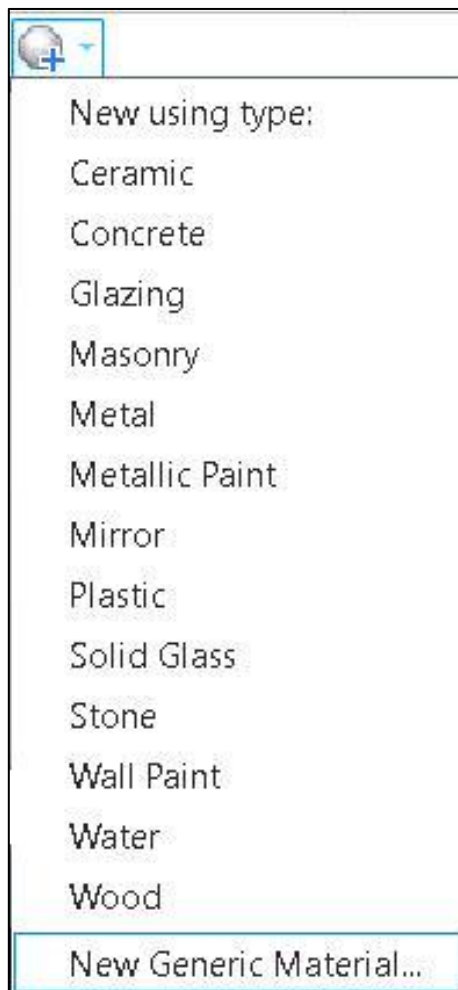 New using type:
Ceramic
Concrete
Glazing
Masonry
Metal
Metallic Paint
Mirror
Plastic
Solid Glass
Stone
Wall Paint
Water
Wood
New Generic Material...